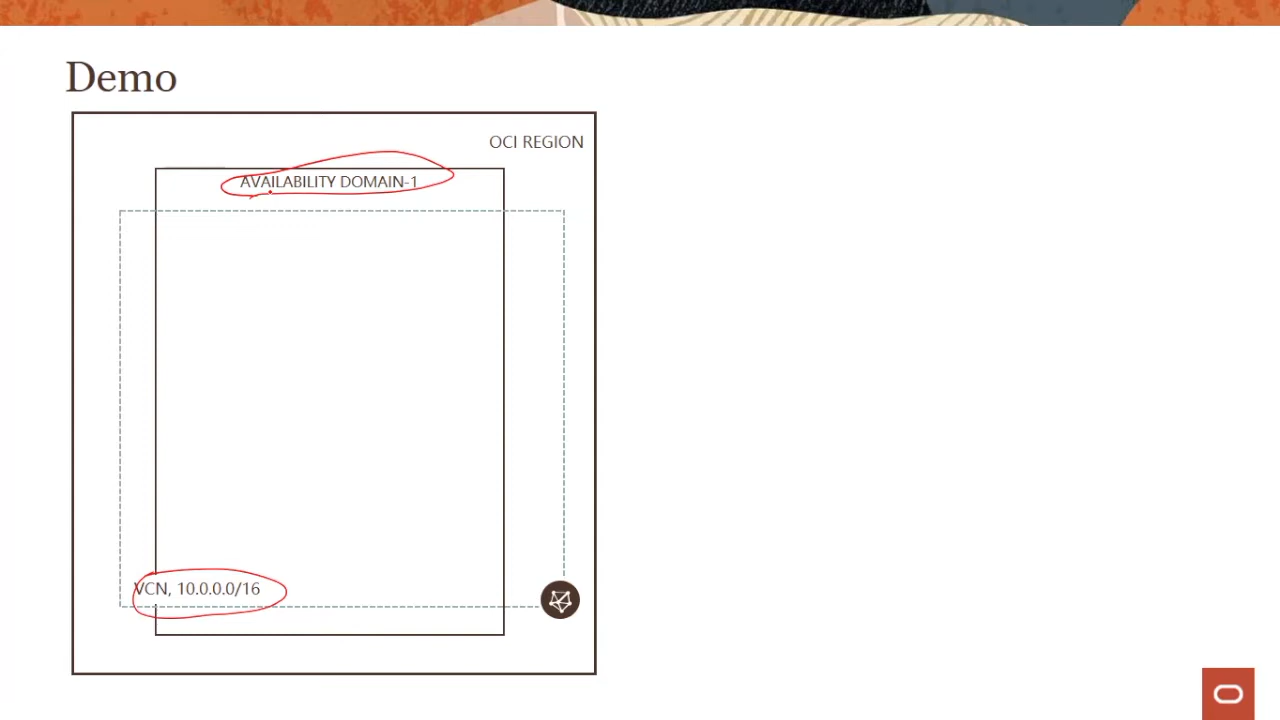 Demo
OCI REGION
AVAILABILITY DOMAIN-1
VCN, 10.0.0.0/16